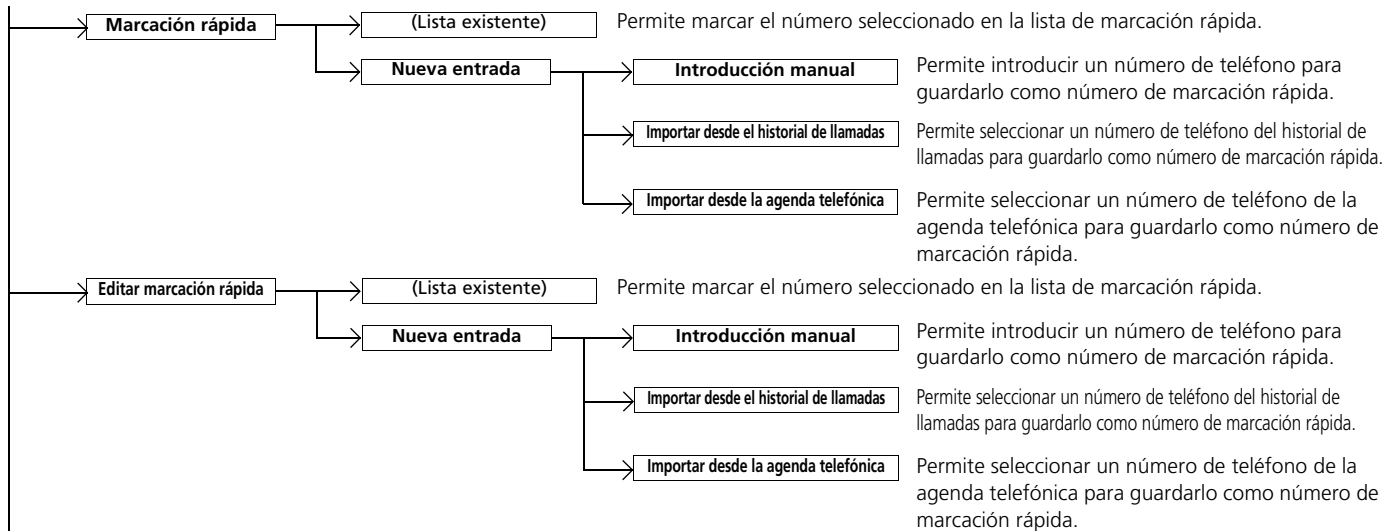 Marcación rápida
(Lista existente)
Permite marcar el número seleccionado en la lista de marcación rápida.
Nueva entrada
Introducción manual
Permite introducir un número de teléfono para
guardarlo como número de marcación rápida.
Importar desde el historial de llamadas
Permite seleccionar un número de teléfono del historial de
llamadas para guardarlo como número de marcación rápida.
Importar desde la agenda telefónica
Permite seleccionar un número de teléfono de la
agenda telefónica para guardarlo como número de
marcación rápida.
Editar marcación rápida
(Lista existente)
Permite marcar el número seleccionado en la lista de marcación rápida.
Nueva entrada
Introducción manual
Permite introducir un número de teléfono para
guardarlo como número de marcación rápida.
Importar desde el historial de llamadas
Permite seleccionar un número de teléfono del historial de
llamadas para guardarlo como número de marcación rápida.
Importar desde la agenda telefónica
Permite seleccionar un número de teléfono de la
agenda telefónica para guardarlo como número de
marcación rápida.